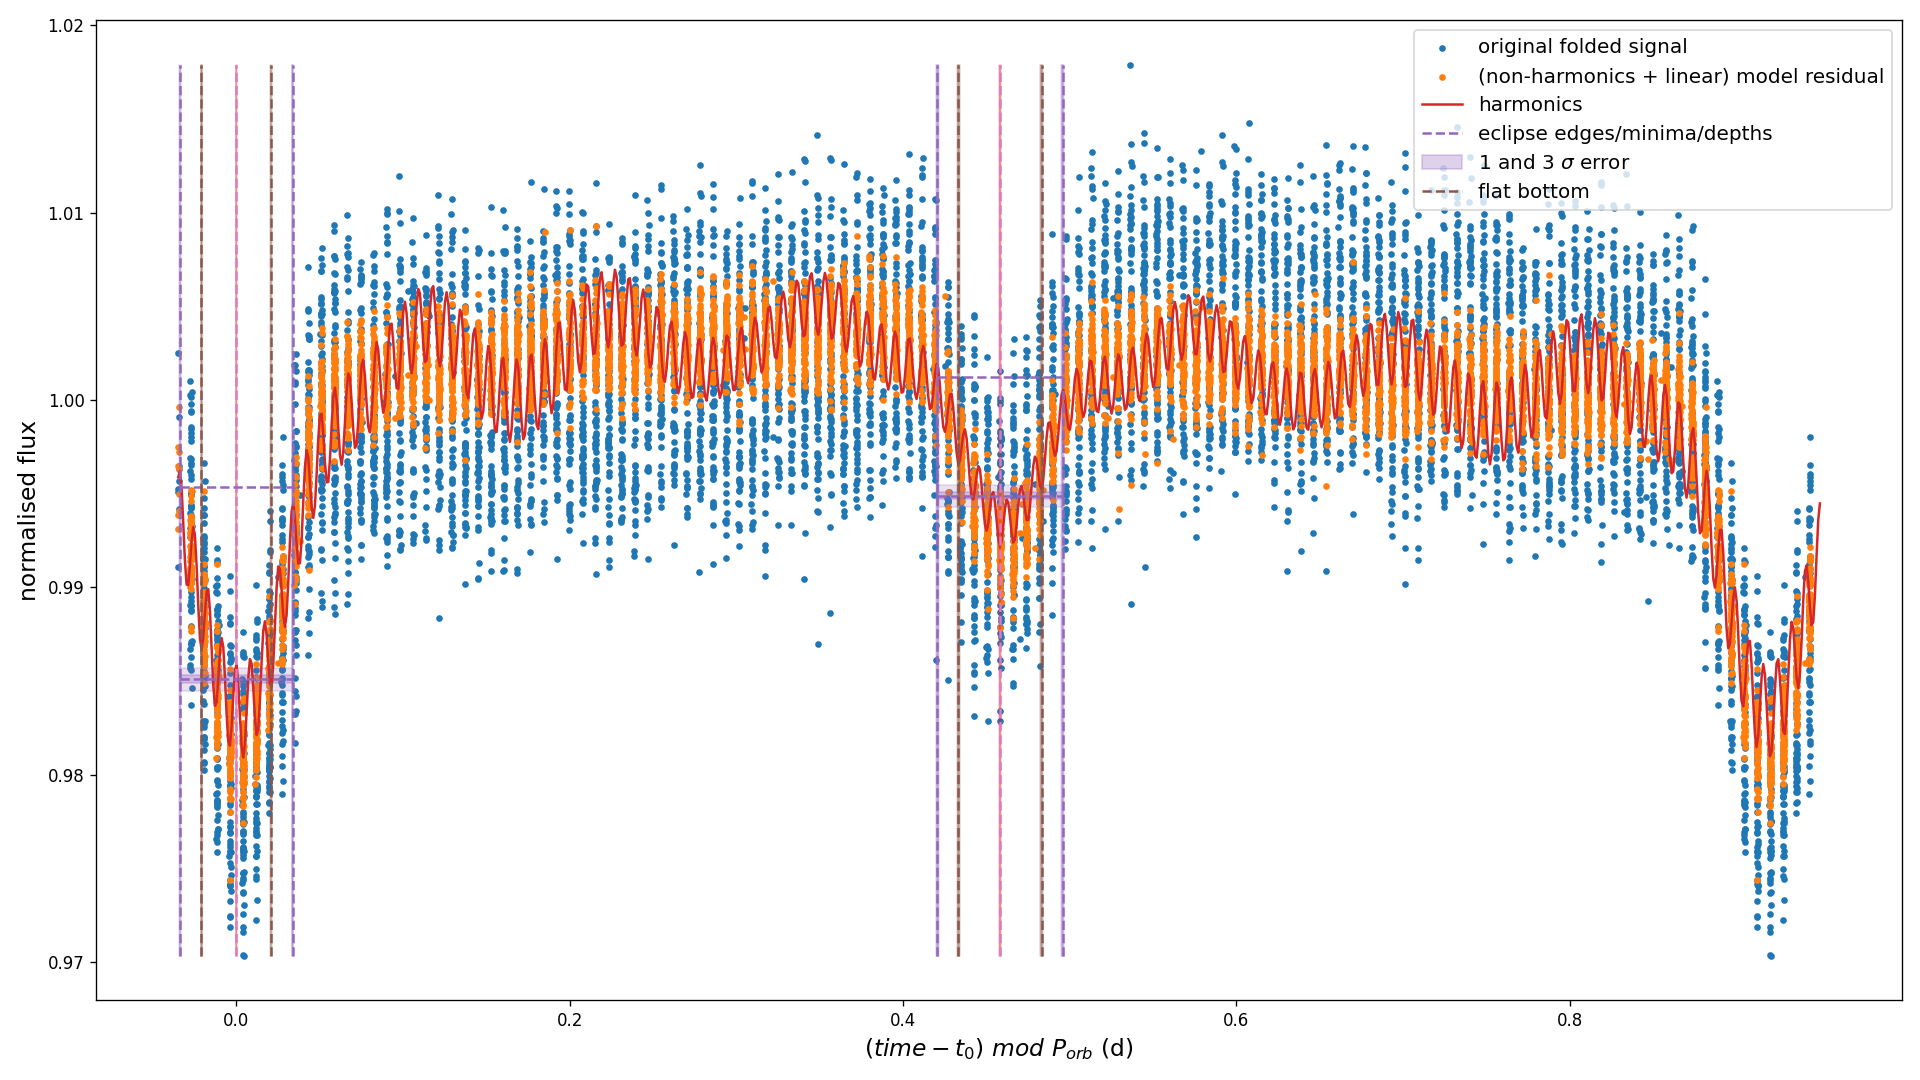 1.02
1.01
1.00
0.99
0.98
0.97
normalised flux
original folded signal
(non-harmonics + linear) model residual
harmonics
eclipse edges/minima/depths
1 and 3 σ error
flat bottom
0.0 0.2 0.4 0.6 0.8
(time − t₀) mod P_orb (d)